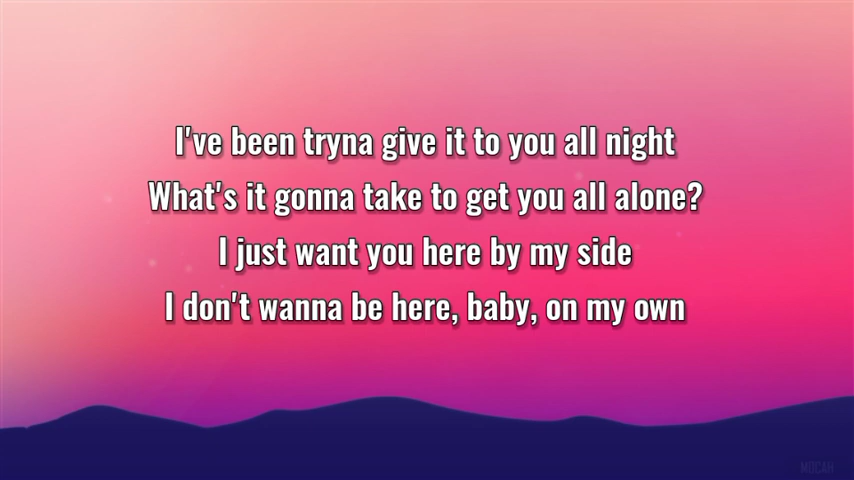 I've been tryna give it to you all night
What's it gonna take to get you all alone?
I just want you here by my side
I don't wanna be here, baby, on my own
MOCAH